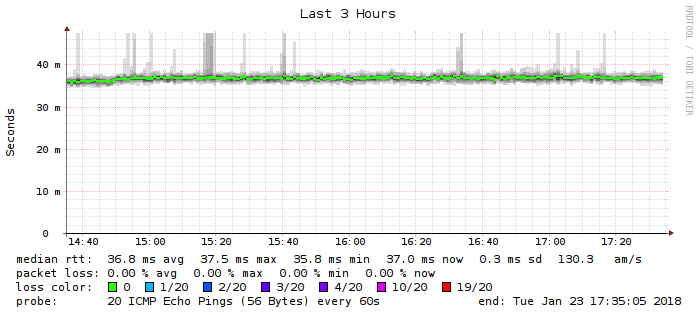 Last 3 Hours
RRDTOOL / TOBI OETIKER
Seconds
40 m
30 m
20 m
10 m
0
14:40 15:00 15:20 15:40 16:00 16:20 16:40 17:00 17:20
median rtt: 36.8 ms avg 37.5 ms max 35.8 ms min 37.0 ms now 0.3 ms sd 130.3 am/s
packet loss: 0.00 % avg 0.00 % max 0.00 % min 0.00 % now
loss color: 0 1/20 2/20 3/20 4/20 10/20 19/20
probe: 20 ICMP Echo Pings (56 Bytes) every 60s end: Tue Jan 23 17:35:05 2018